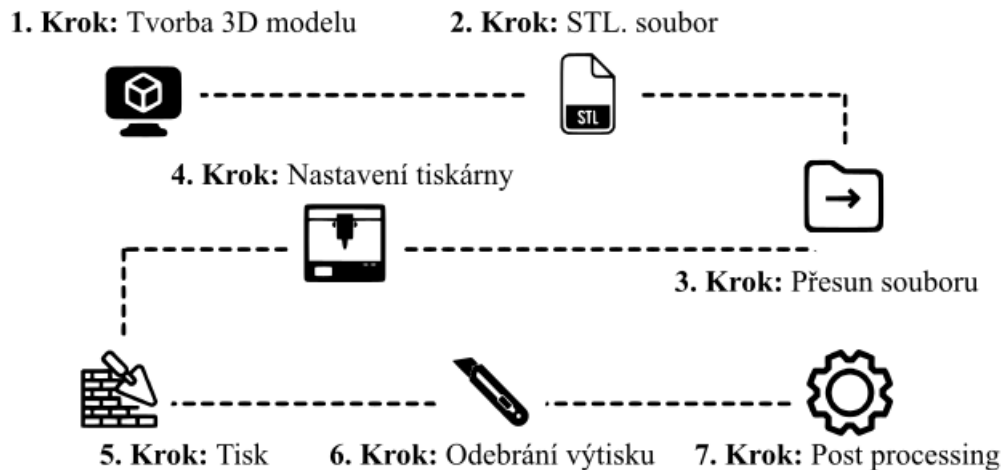 1. Krok: Tvorba 3D modelu
2. Krok: STL. soubor
STL
4. Krok: Nastavení tiskárny
3. Krok: Přesun souboru
5. Krok: Tisk
6. Krok: Odebrání výtisku
7. Krok: Post processing